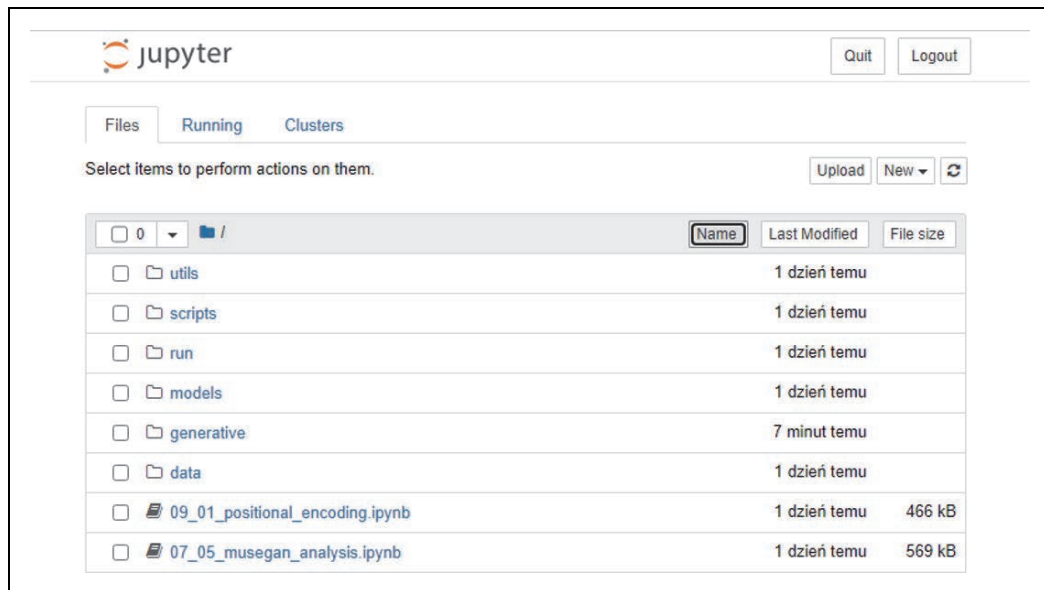 jupyter Quit Logout
Files Running Clusters
Select items to perform actions on them. Upload New
0 / Name Last Modified File size
utils 1 dzień temu
scripts 1 dzień temu
run 1 dzień temu
models 1 dzień temu
generative 7 minut temu
data 1 dzień temu
09_01_positional_encoding.ipynb 1 dzień temu 466 kB
07_05_musegan_analysis.ipynb 1 dzień temu 569 kB